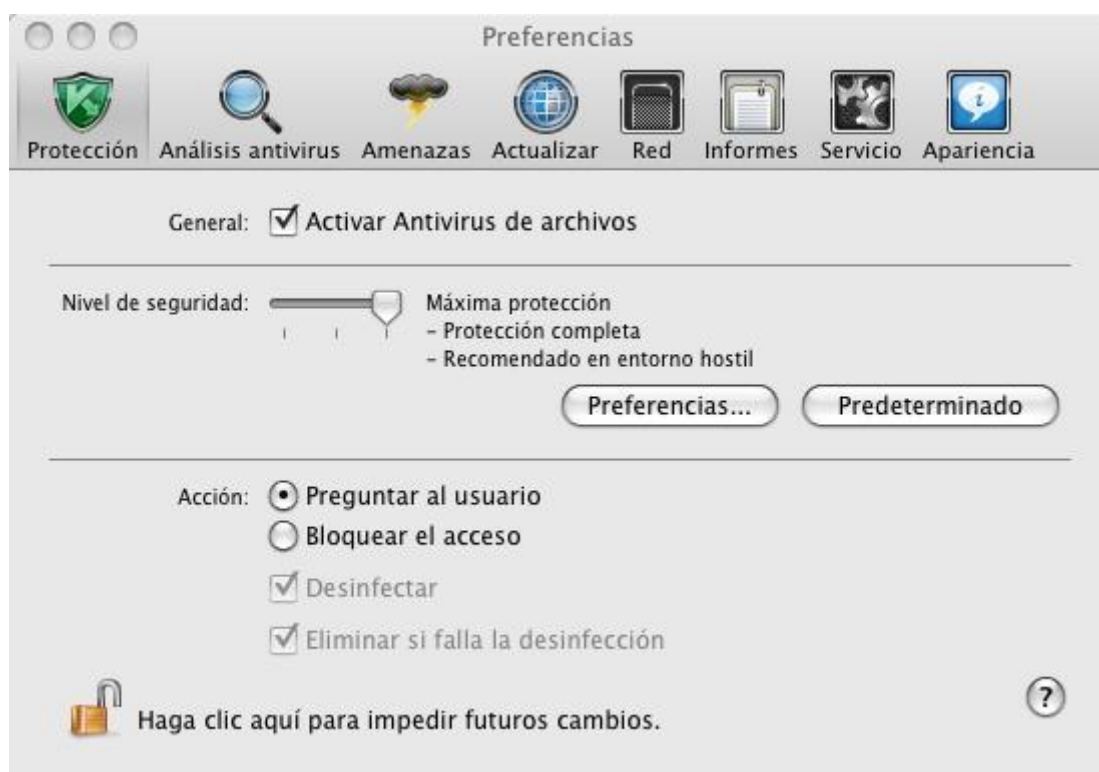 Preferencias
Protección Análisis antivirus Amenazas Actualizar Red Informes Servicio Apariencia
General: Activar Antivirus de archivos
Nivel de seguridad: Máxima protección
- Protección completa
- Recomendado en entorno hostil
Preferencias... Predeterminado
Acción: Preguntar al usuario
Bloquear el acceso
Desinfectar
Eliminar si falla la desinfección
?
Haga clic aquí para impedir futuros cambios.